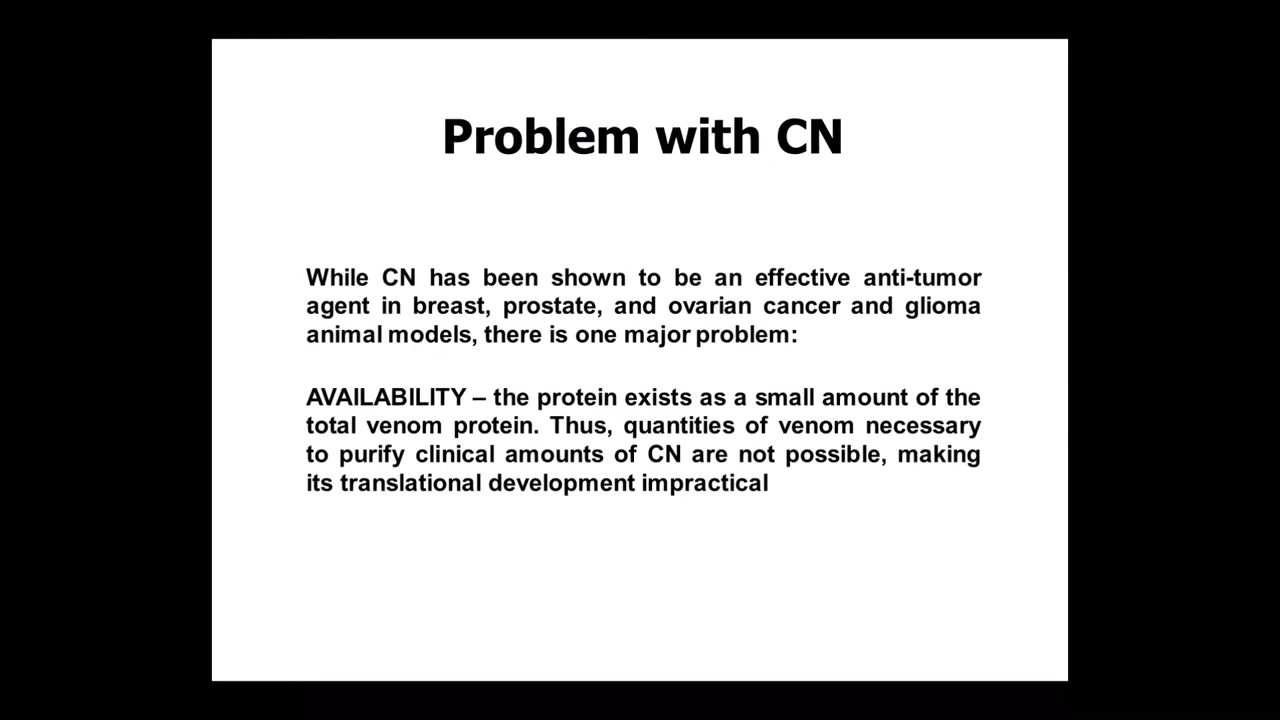 Problem with CN
While CN has been shown to be an effective anti-tumor
agent in breast, prostate, and ovarian cancer and glioma
animal models, there is one major problem:
AVAILABILITY – the protein exists as a small amount of the
total venom protein. Thus, quantities of venom necessary
to purify clinical amounts of CN are not possible, making
its translational development impractical